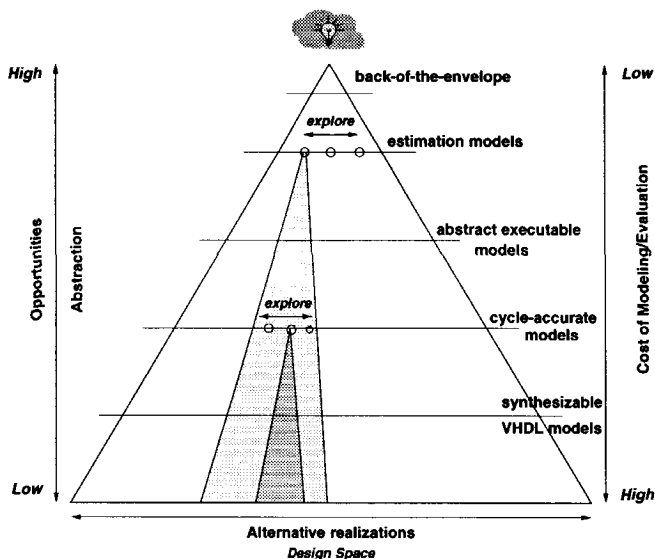 High
Low
back-of-the-envelope
explore
estimation models
Opportunities
Abstraction
abstract executable
models
Cost of Modeling/Evaluation
explore
cycle-accurate
models
synthesizable
VHDL models
Low
High
Alternative realizations
Design Space